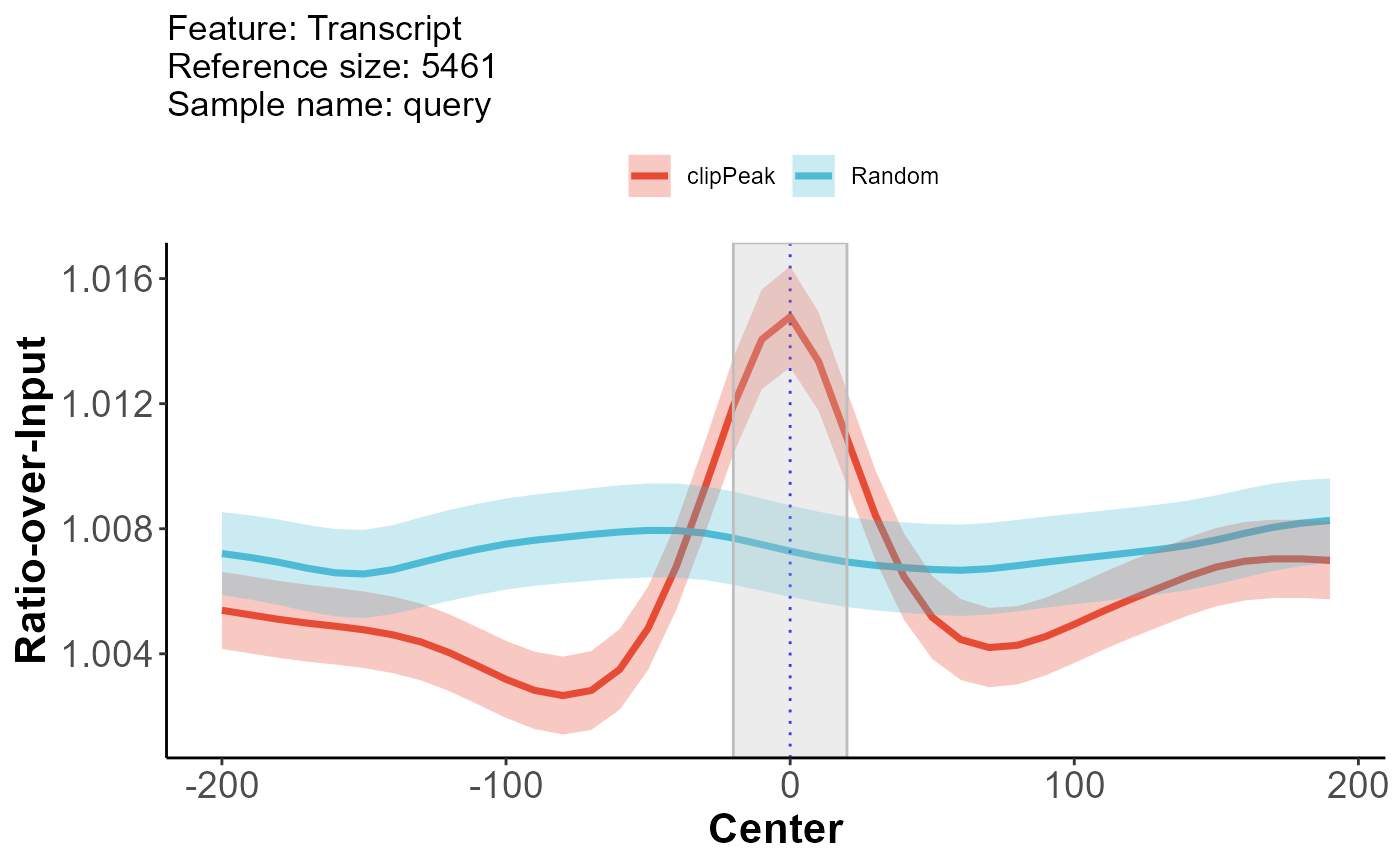 Feature: Transcript
Reference size: 5461
Sample name: query
clipPeak Random
Ratio-over-Input
1.016
1.012
1.008
1.004
-200 -100 0 100 200
Center